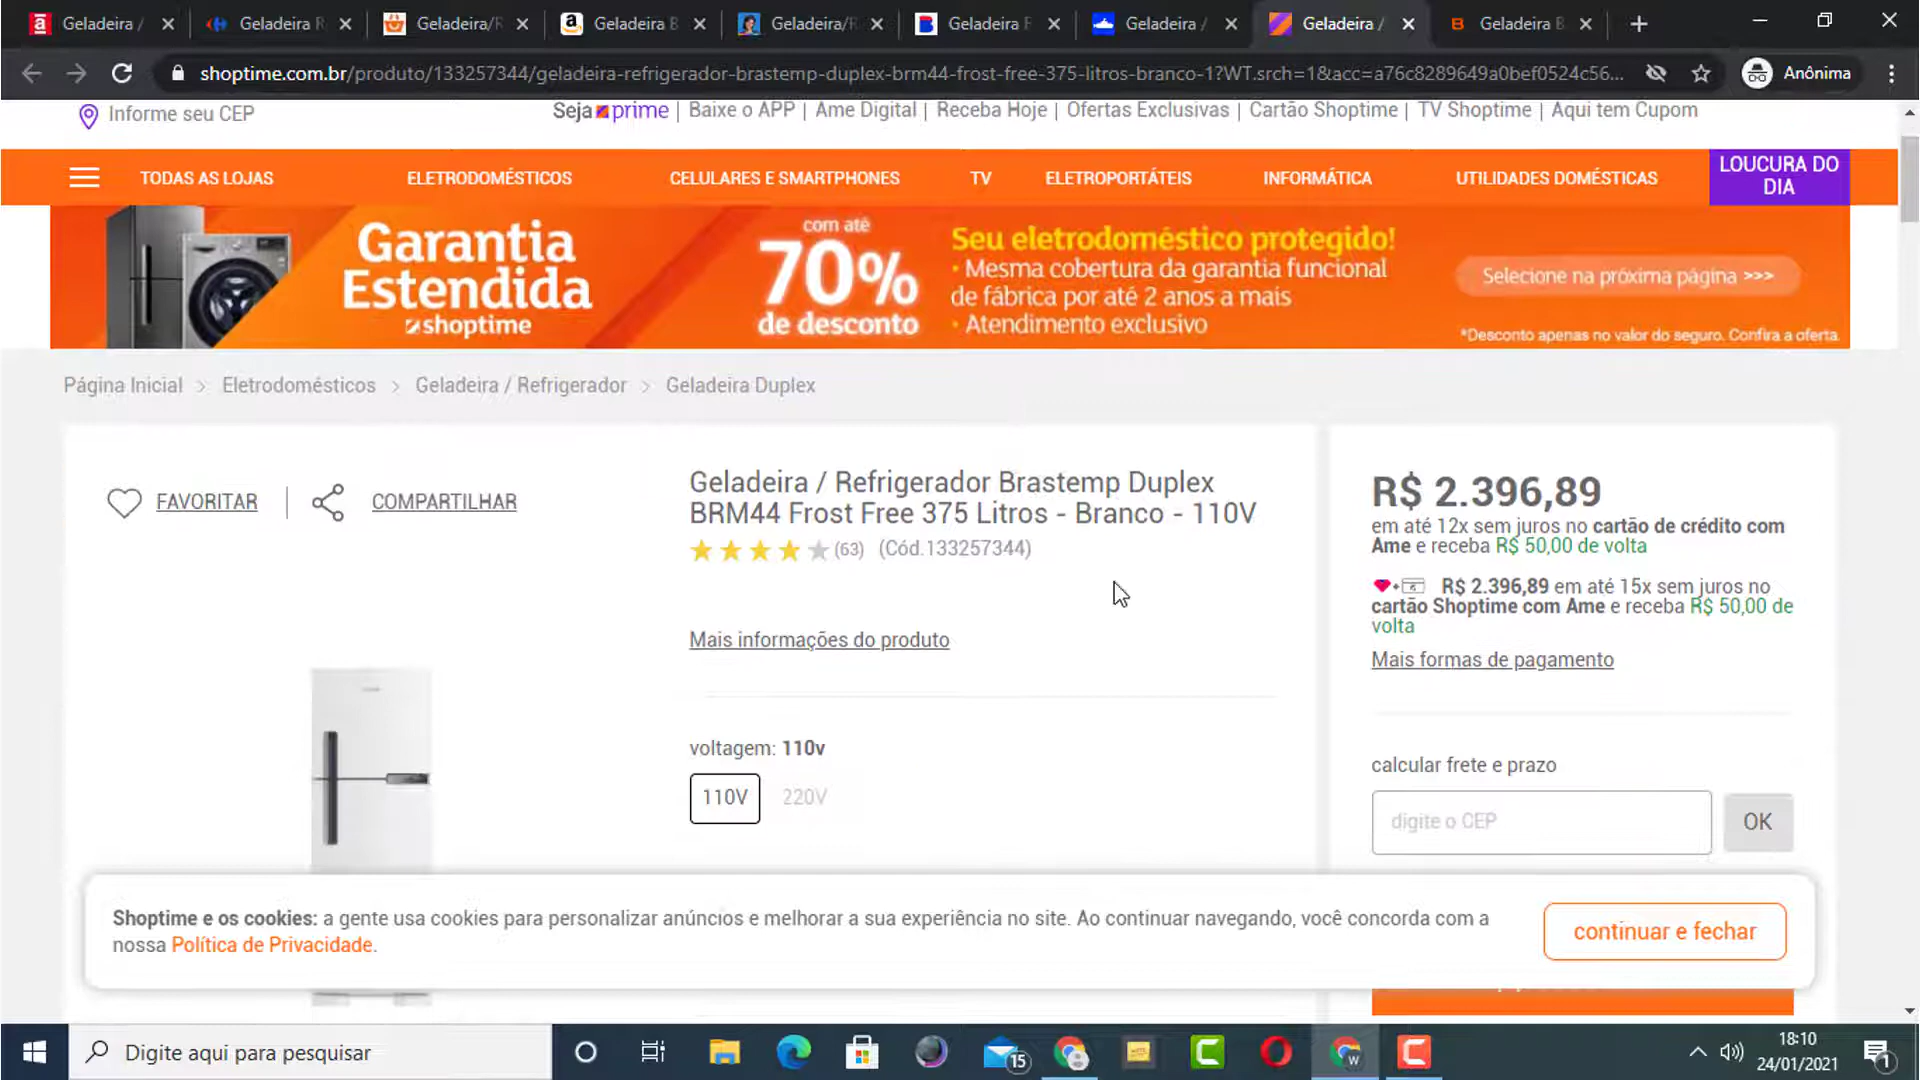 Geladeira /
Geladeira R
Geladeira/R
Geladeira B
Geladeira/R
Geladeira F
Geladeira /
Geladeira /
Geladeira B
shoptime.com.br/produto/133257344/geladeira-refrigerador-brastemp-duplex-brm44-frost-free-375-litros-branco-1?WT.srch=1&acc=a76c8289649a0bef0524c56...
Anônima
Informe seu CEP
Seja prime | Baixe o APP | Ame Digital | Receba Hoje | Ofertas Exclusivas | Cartão Shoptime | TV Shoptime | Aqui tem Cupom
TODAS AS LOJAS
ELETRODOMÉSTICOS
CELULARES E SMARTPHONES
TV
ELETROPORTÁTEIS
INFORMÁTICA
UTILIDADES DOMÉSTICAS
LOUCURA DO
DIA
Garantia
Estendida
shoptime
com até
70%
de desconto
Seu eletrodoméstico protegido!
• Mesma cobertura da garantia funcional
de fábrica por até 2 anos a mais
• Atendimento exclusivo
Selecione na próxima página >>>
*Desconto apenas no valor do seguro. Confira a oferta.
Página Inicial > Eletrodomésticos > Geladeira / Refrigerador > Geladeira Duplex
FAVORITAR
COMPARTILHAR
Geladeira / Refrigerador Brastemp Duplex
BRM44 Frost Free 375 Litros - Branco - 110V
(63) (Cód.133257344)
Mais informações do produto
voltagem: 110v
110V
220V
R$ 2.396,89
em até 12x sem juros no cartão de crédito com
Ame e receba R$ 50,00 de volta
R$ 2.396,89 em até 15x sem juros no
cartão Shoptime com Ame e receba R$ 50,00 de
volta
Mais formas de pagamento
calcular frete e prazo
digite o CEP
OK
Shoptime e os cookies: a gente usa cookies para personalizar anúncios e melhorar a sua experiência no site. Ao continuar navegando, você concorda com a
nossa Política de Privacidade.
continuar e fechar
Digite aqui para pesquisar
15
W
18:10
24/01/2021
1